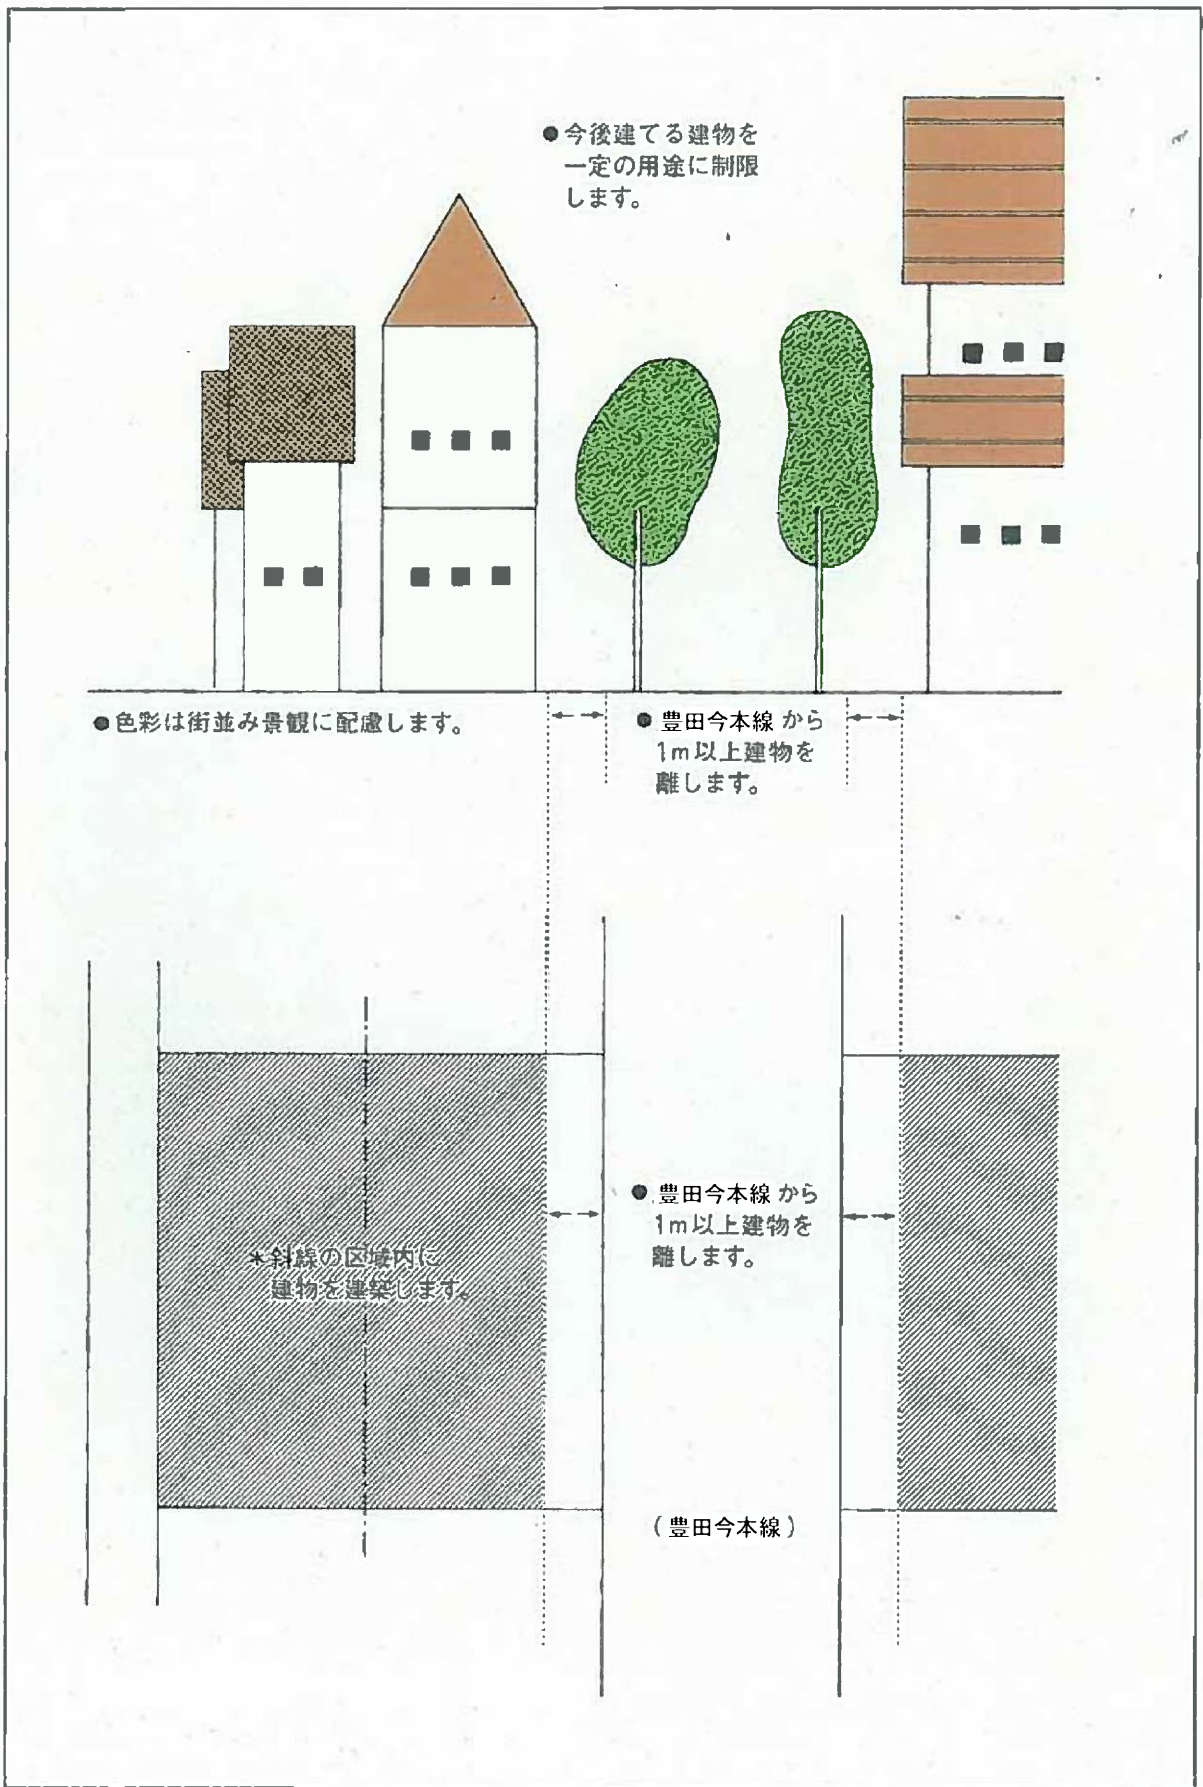 ●今後建てる建物を
一定の用途に制限
します。
●色彩は街並み景観に配慮します。
●豊田今本線から
1m以上建物を
離します。
●豊田今本線から
1m以上建物を
離します。
＊斜線の区域内に
建物を建築します。
（豊田今本線）